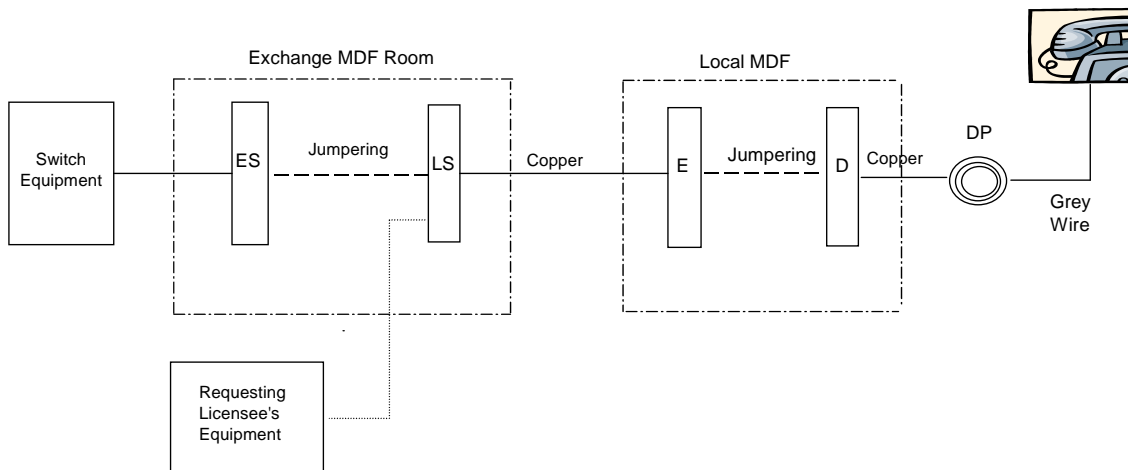 Exchange MDF Room
Local MDF
DP
Switch
Equipment
ES
Jumpering
LS
Copper
E
Jumpering
D
Copper
Grey
Wire
Requesting
Licensee's
Equipment